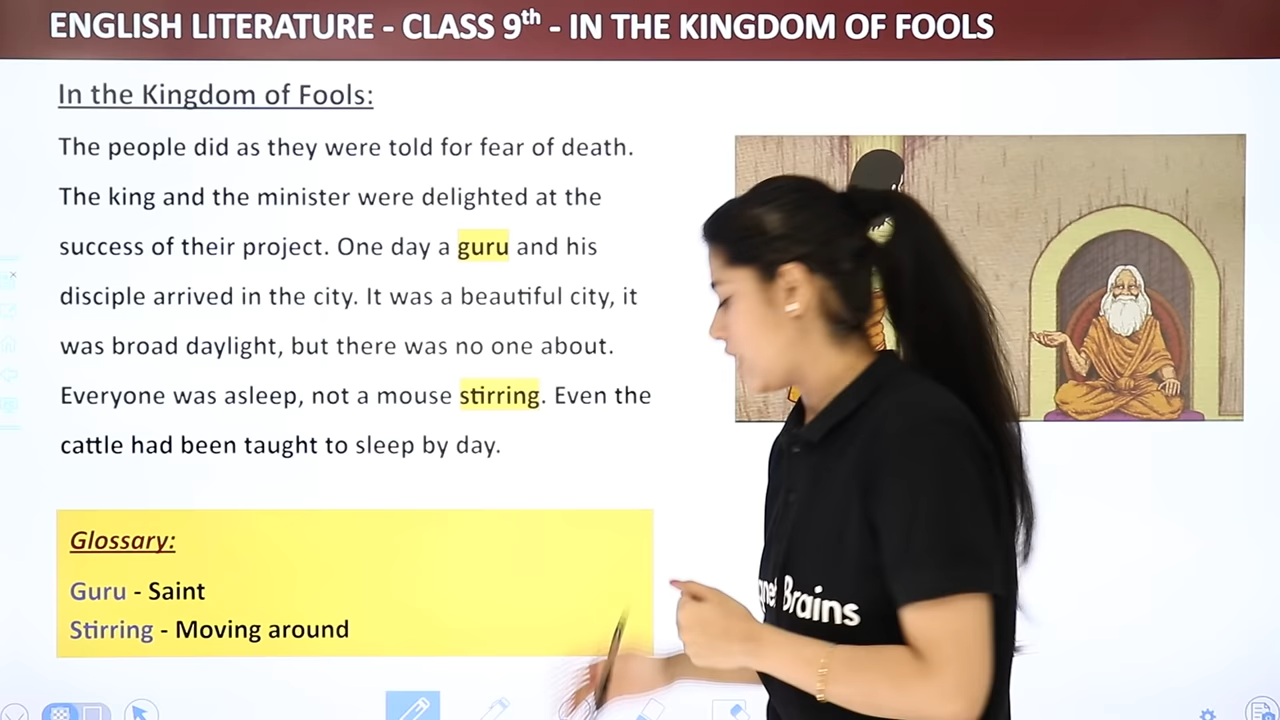 ENGLISH LITERATURE - CLASS 9th - IN THE KINGDOM OF FOOLS
In the Kingdom of Fools:
The people did as they were told for fear of death.
The king and the minister were delighted at the
success of their project. One day a guru and his
disciple arrived in the city. It was a beautiful city, it
was broad daylight, but there was no one about.
Everyone was asleep, not a mouse stirring. Even the
cattle had been taught to sleep by day.
Glossary:
Guru - Saint
Stirring - Moving around
Brains